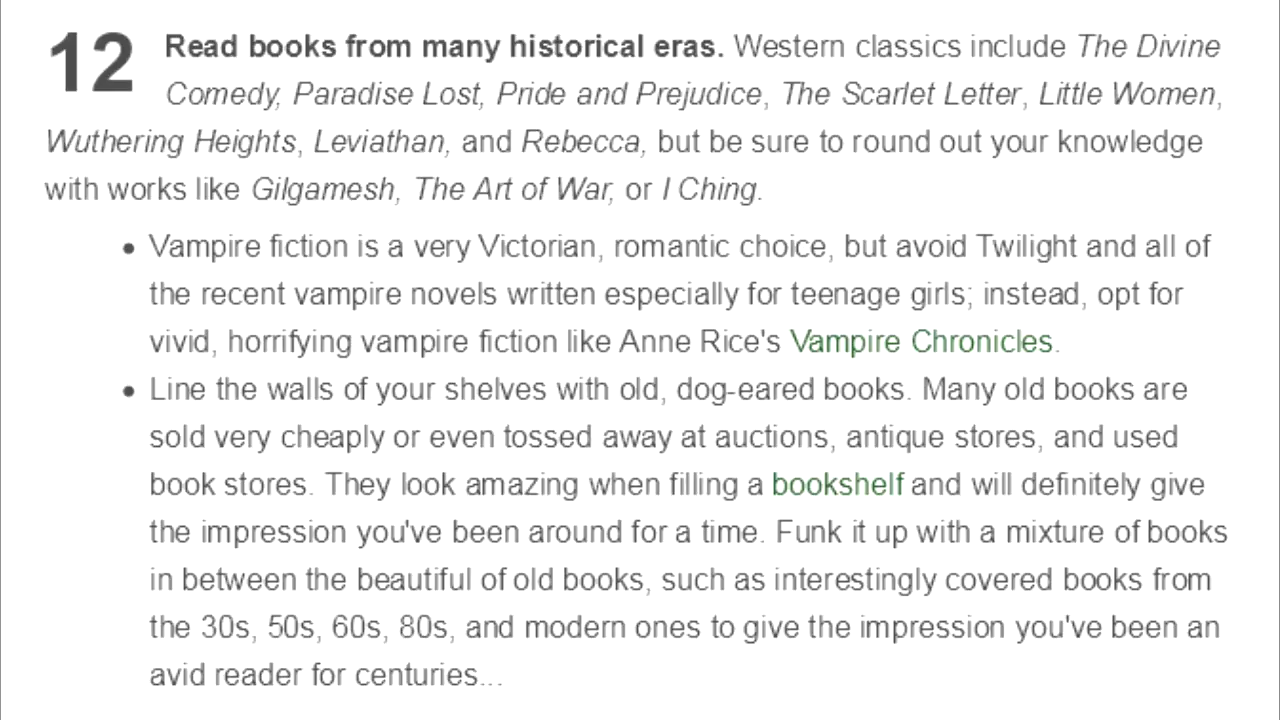 12 Read books from many historical eras. Western classics include The Divine
Comedy, Paradise Lost, Pride and Prejudice, The Scarlet Letter, Little Women,
Wuthering Heights, Leviathan, and Rebecca, but be sure to round out your knowledge
with works like Gilgamesh, The Art of War, or I Ching.
• Vampire fiction is a very Victorian, romantic choice, but avoid Twilight and all of
the recent vampire novels written especially for teenage girls; instead, opt for
vivid, horrifying vampire fiction like Anne Rice's Vampire Chronicles.
• Line the walls of your shelves with old, dog-eared books. Many old books are
sold very cheaply or even tossed away at auctions, antique stores, and used
book stores. They look amazing when filling a bookshelf and will definitely give
the impression you've been around for a time. Funk it up with a mixture of books
in between the beautiful of old books, such as interestingly covered books from
the 30s, 50s, 60s, 80s, and modern ones to give the impression you've been an
avid reader for centuries...